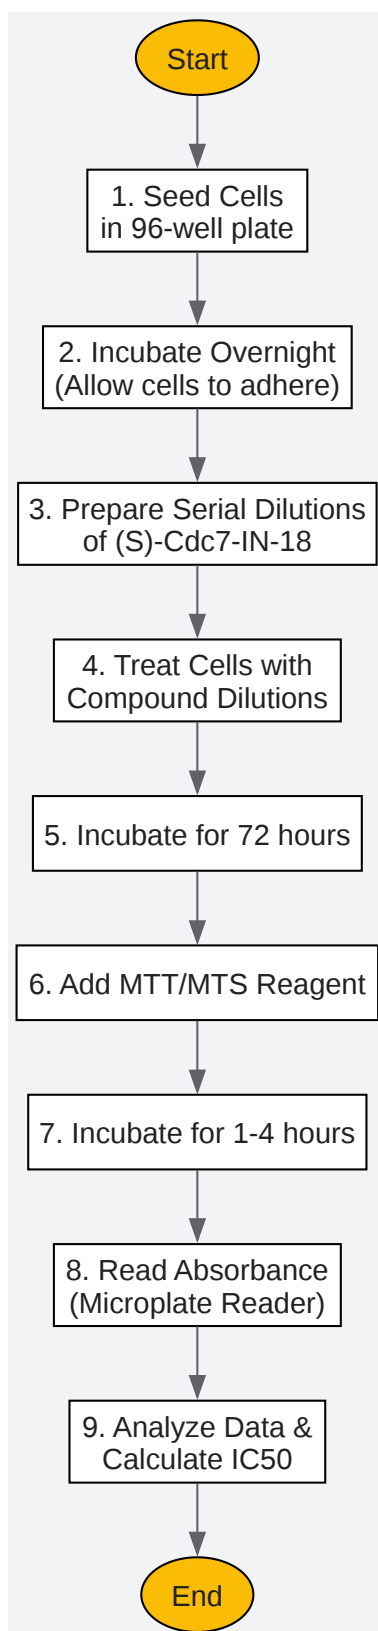 Start
1. Seed Cells
in 96-well plate
2. Incubate Overnight
(Allow cells to adhere)
3. Prepare Serial Dilutions
of (S)-Cdc7-IN-18
4. Treat Cells with
Compound Dilutions
5. Incubate for 72 hours
6. Add MTT/MTS Reagent
7. Incubate for 1-4 hours
8. Read Absorbance
(Microplate Reader)
9. Analyze Data &
Calculate IC50
End